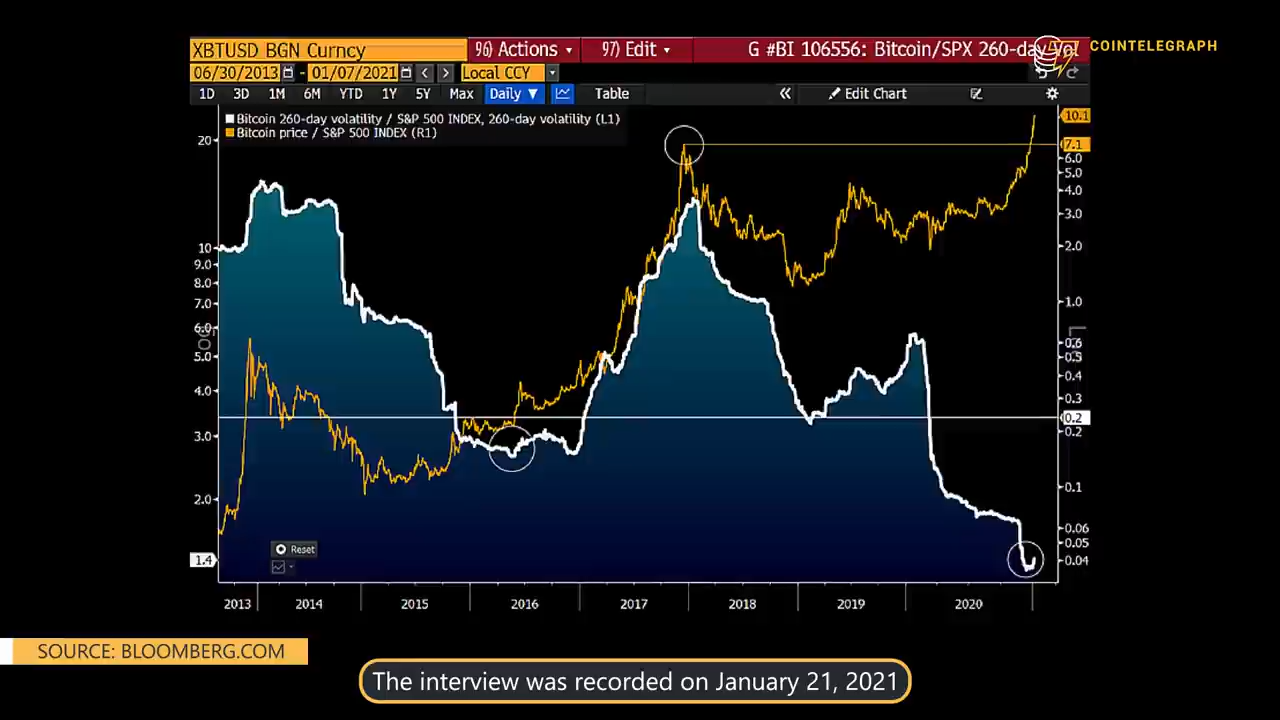 XBTUSD BGN Curncy 96) Actions 97) Edit G #BI 106556: Bitcoin/SPX 260-day Vol
COINTELEGRAPH
06/30/2013 - 01/07/2021 Local CCY
1D 3D 1M 6M YTD 1Y 5Y Max Daily ▼ Table « Edit Chart
Bitcoin 260-day volatility / S&P 500 INDEX, 260-day volatility (L1)
Bitcoin price / S&P 500 INDEX (R1)
20
10
9.0
8.0
7.0
6.0
5.0
4.0
3.0
2.0
1.4
10.1
7.1
6.0
5.0
4.0
3.0
2.0
1.0
0.6
0.5
0.4
0.3
0.2
0.2
0.1
0.06
0.05
0.04
Reset
2013 2014 2015 2016 2017 2018 2019 2020
SOURCE: BLOOMBERG.COM
The interview was recorded on January 21, 2021